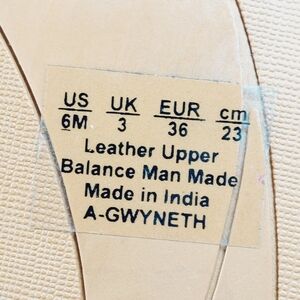 US UK EUR cm
6M 3 36 23
Leather Upper
Balance Man Made
Made in India
A-GWYNETH